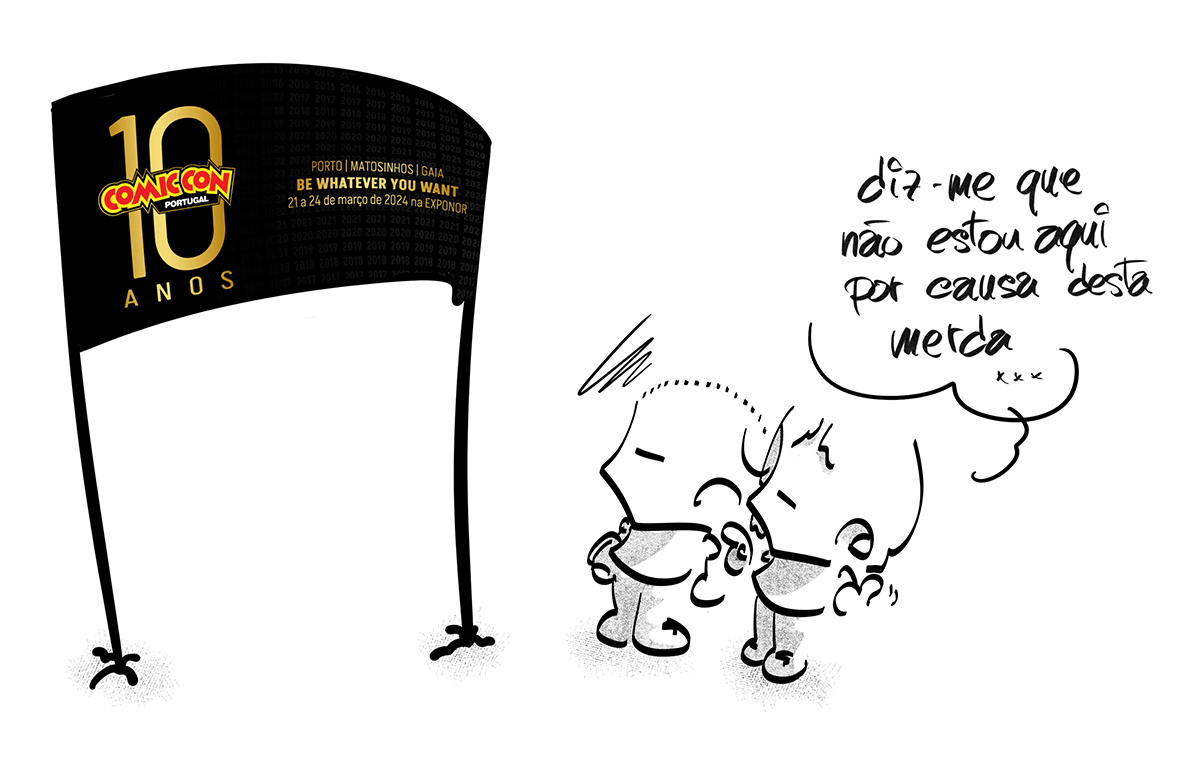 10
COMIC CON
PORTUGAL
ANOS
PORTO | MATOSINHOS | GAIA
BE WHATEVER YOU WANT
21 a 24 de março de 2024 na EXPONOR
diz-me que
não estou aqui
por causa desta
merda
...